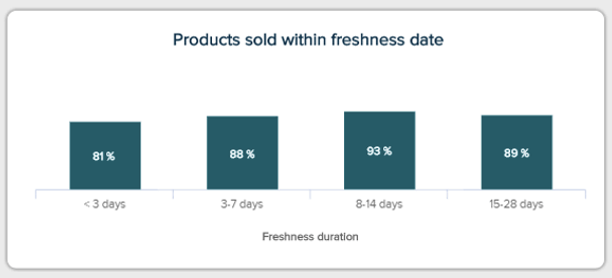 Products sold within freshness date
81 % 88 % 93 % 89 %
< 3 days 3-7 days 8-14 days 15-28 days
Freshness duration